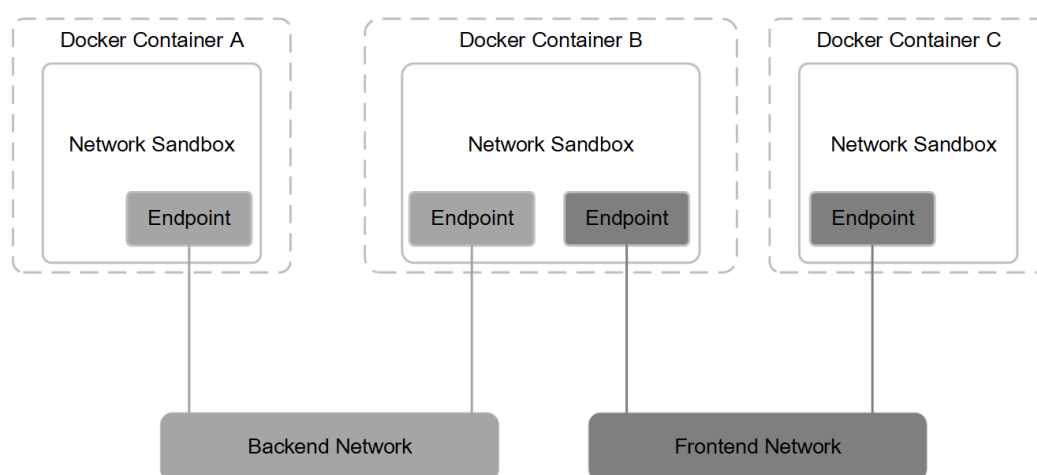 Docker Container A
Docker Container B
Docker Container C
Network Sandbox
Network Sandbox
Network Sandbox
Endpoint
Endpoint
Endpoint
Endpoint
Backend Network
Frontend Network